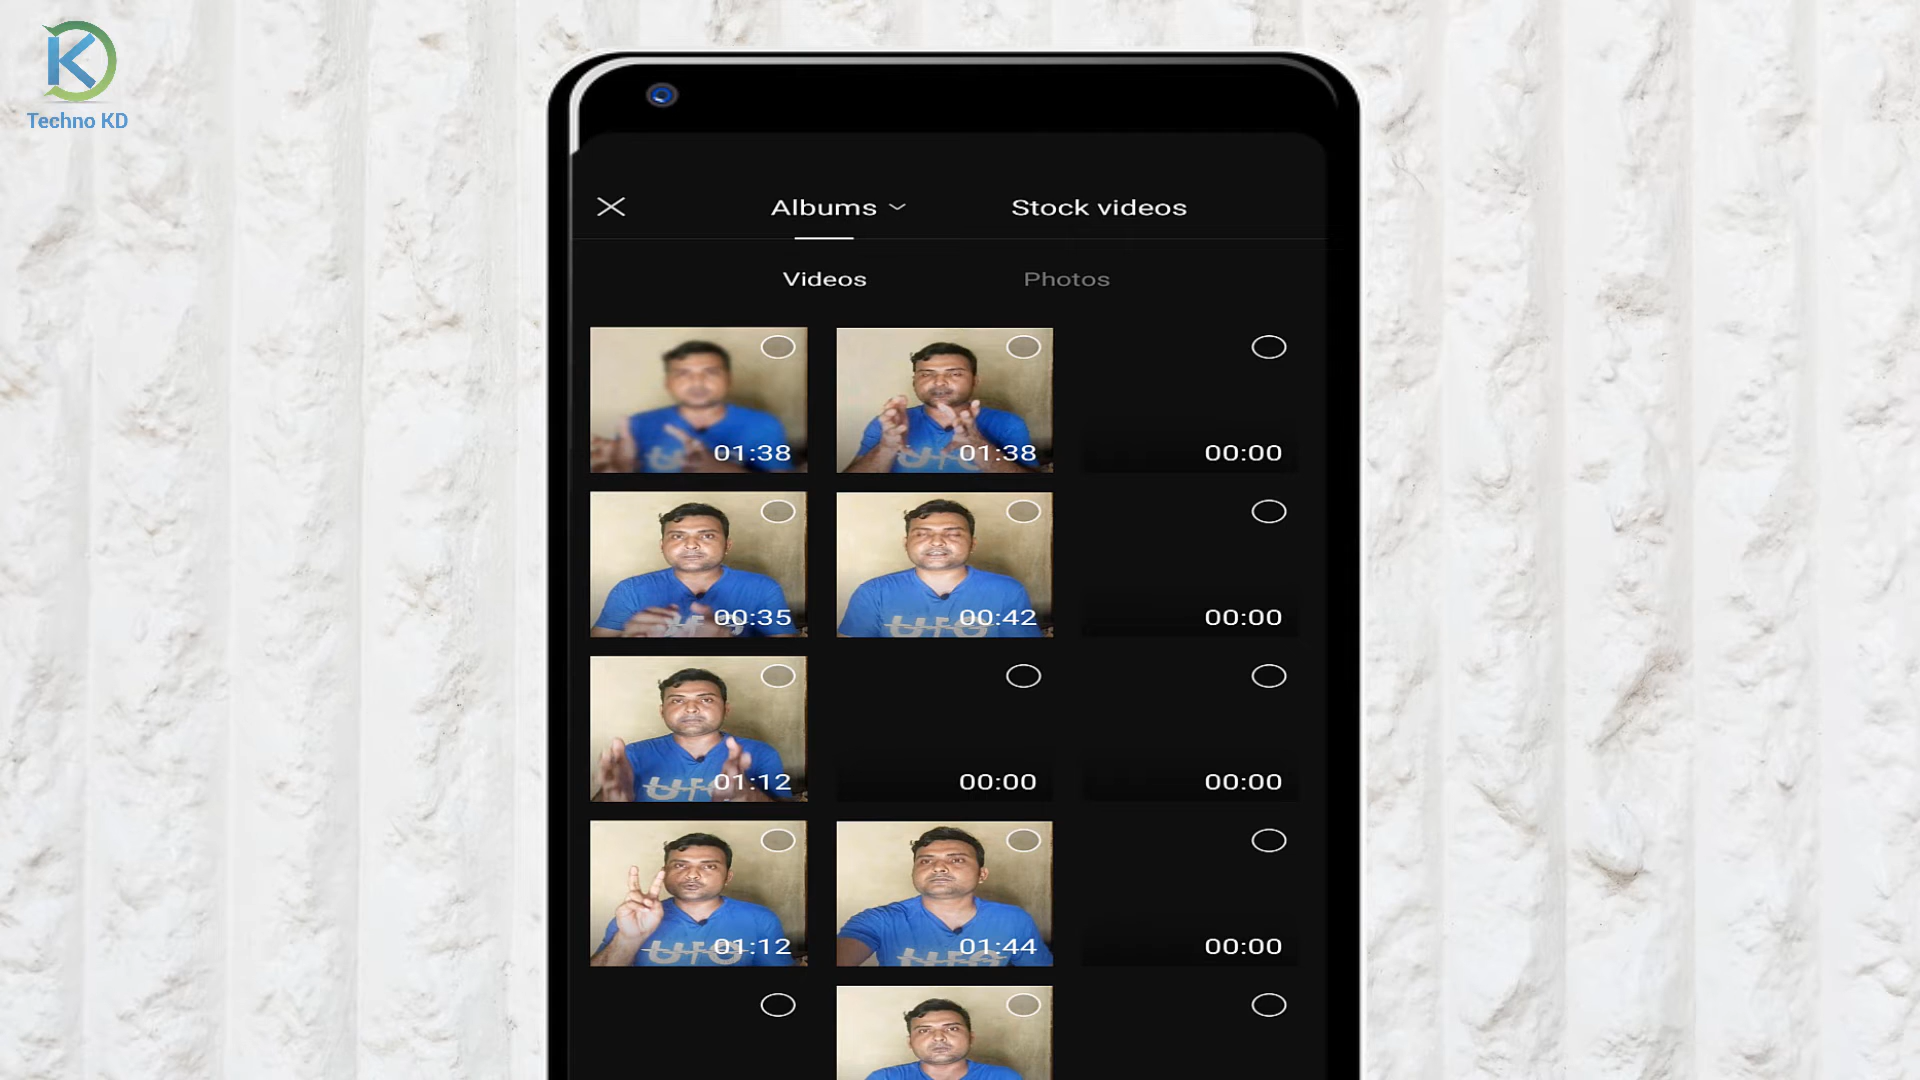 K
Techno KD
Albums Stock videos
Videos Photos
01:38 01:38 00:00
00:35 00:42 00:00
01:12 00:00 00:00
01:12 01:44 00:00